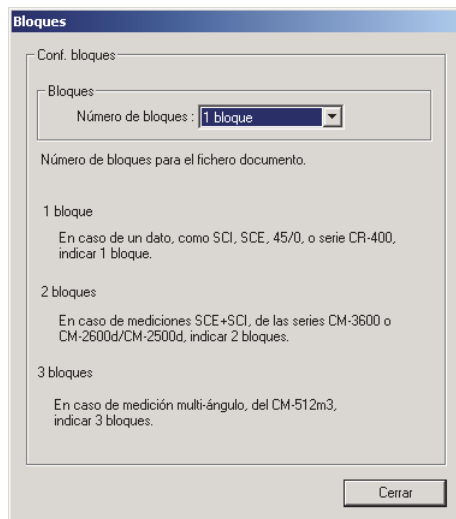 Bloques
Conf. bloques
Bloques
Número de bloques : 1 bloque
Número de bloques para el fichero documento.
1 bloque
En caso de un dato, como SCI, SCE, 45/0, o serie CR-400,
indicar 1 bloque.
2 bloques
En caso de mediciones SCE+SCI, de las series CM-3600 o
CM-2600d/CM-2500d, indicar 2 bloques.
3 bloques
En caso de medición multi-ángulo, del CM-512m3,
indicar 3 bloques.
Cerrar